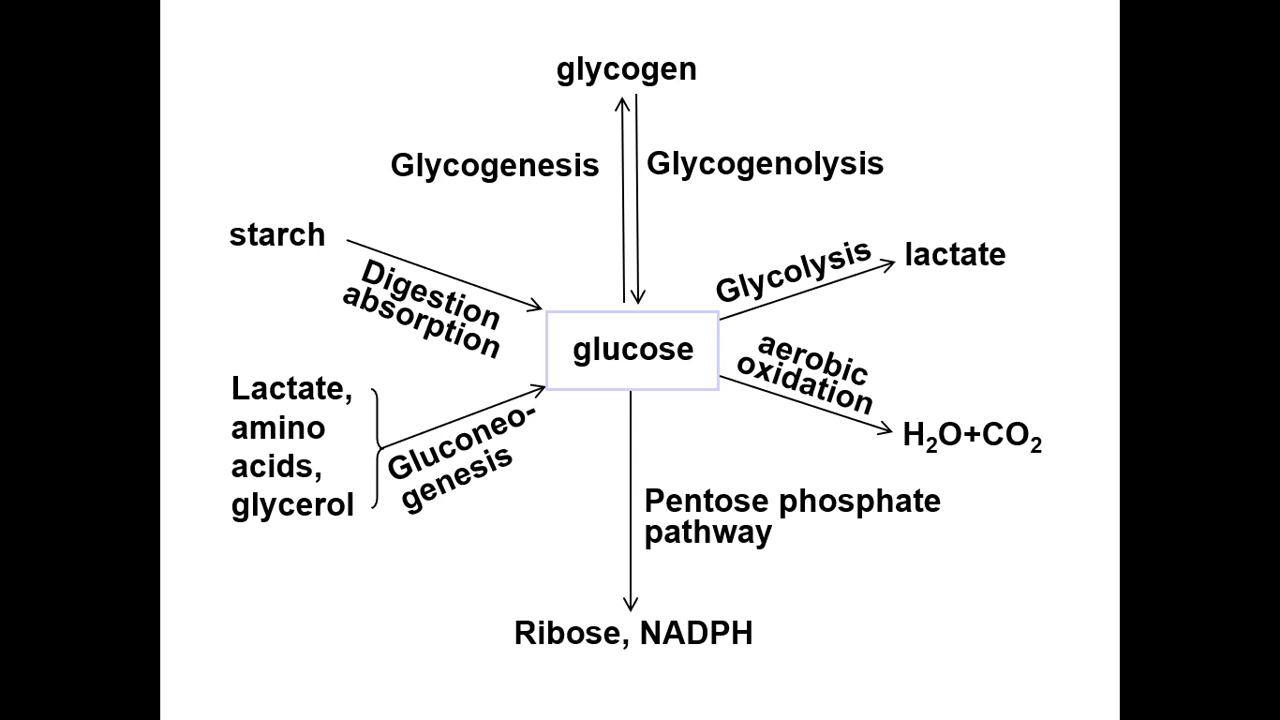 glycogen
Glycogenesis
Glycogenolysis
starch
Digestion
absorption
Glycolysis
lactate
glucose
aerobic
oxidation
H₂O+CO₂
Lactate,
amino
acids,
glycerol
Gluconeo-
genesis
Pentose phosphate
pathway
Ribose, NADPH